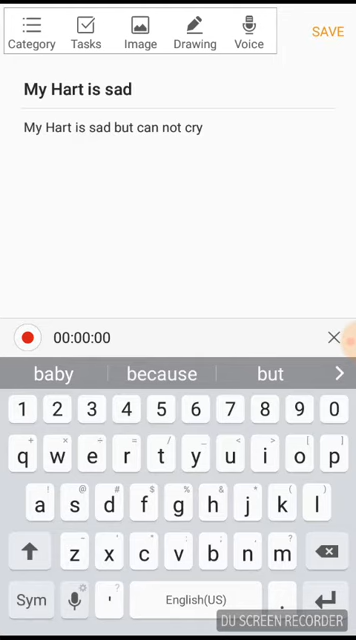 Category Tasks Image Drawing Voice SAVE
My Hart is sad
My Hart is sad but can not cry
00:00:00
baby because but
1 2 3 4 5 6 7 8 9 0
+ × ÷ = / _ < > [ ]
q w e r t y u i o p
! @ # $ % ^ & * ( )
a s d f g h j k l
- ' " : ; , ?
z x c v b n m
Sym ' English(US) .
DU SCREEN RECORDER